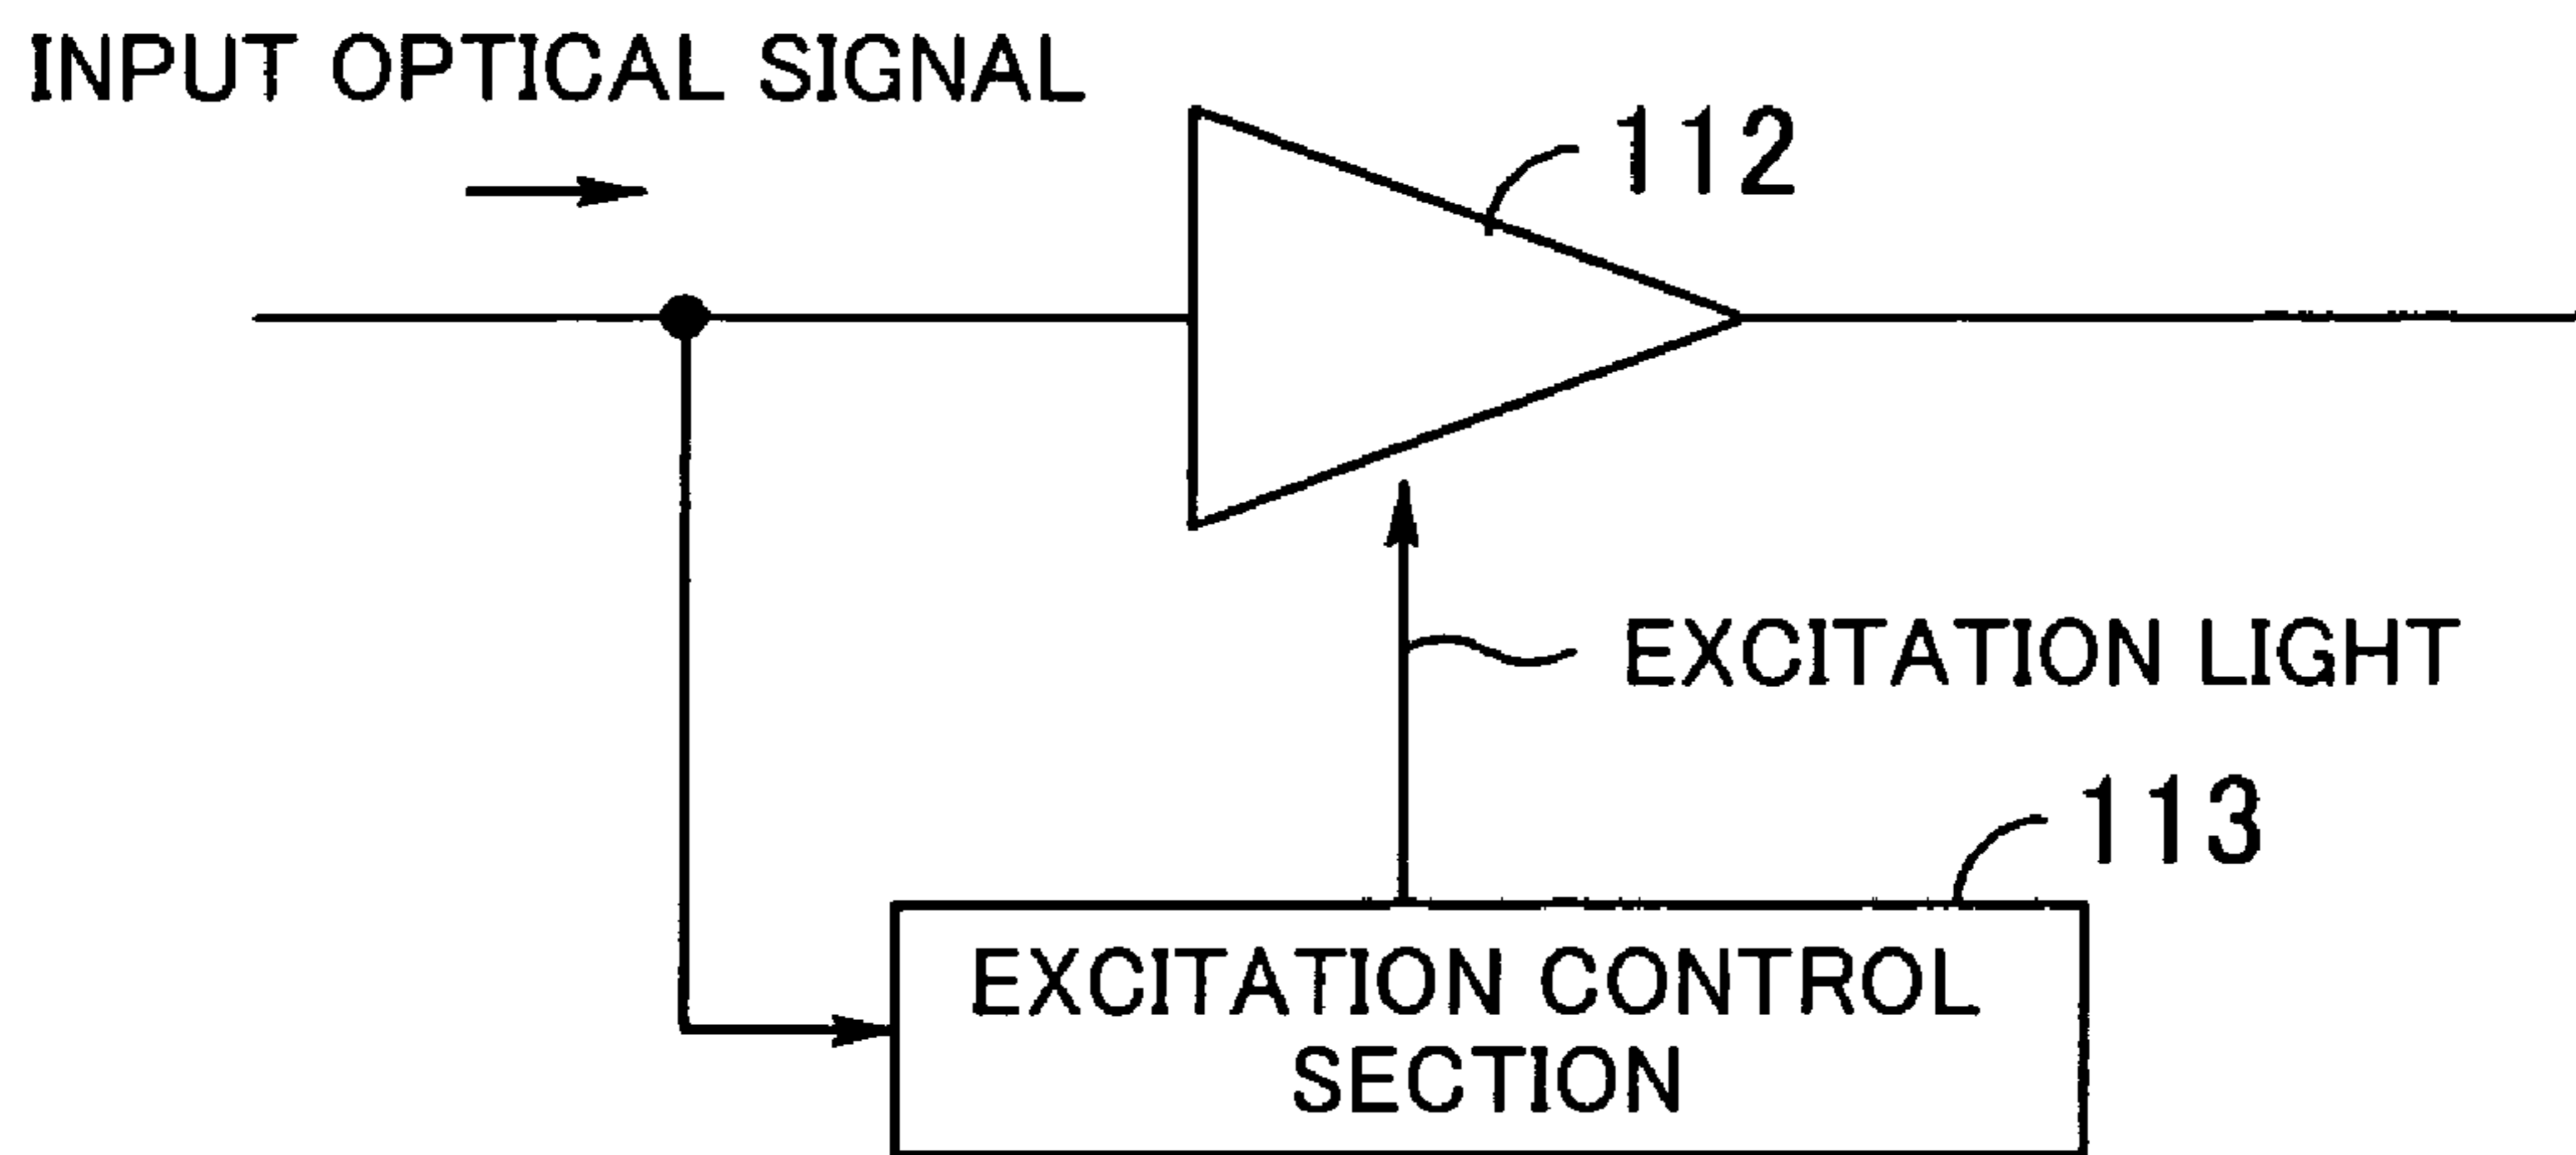 INPUT OPTICAL SIGNAL
112
EXCITATION LIGHT
113
EXCITATION CONTROL
SECTION